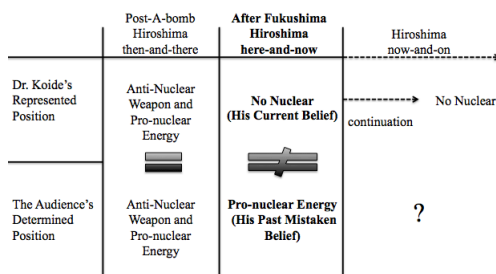 Post-A-bomb
Hiroshima
then-and-there
After Fukushima
Hiroshima
here-and-now
Hiroshima
now-and-on
Dr. Koide's
Represented
Position
Anti-Nuclear
Weapon and
Pro-nuclear
Energy
No Nuclear
(His Current Belief)
No Nuclear
continuation
The Audience's
Determined
Position
Anti-Nuclear
Weapon and
Pro-nuclear
Energy
Pro-nuclear Energy
(His Past Mistaken
Belief)
?